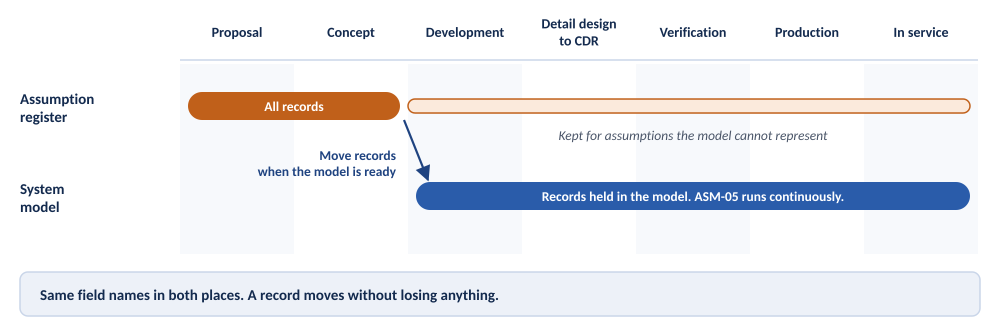 Proposal
Concept
Development
Detail design
to CDR
Verification
Production
In service
Assumption
register
All records
Kept for assumptions the model cannot represent
Move records
when the model is ready
System
model
Records held in the model. ASM-05 runs continuously.
Same field names in both places. A record moves without losing anything.